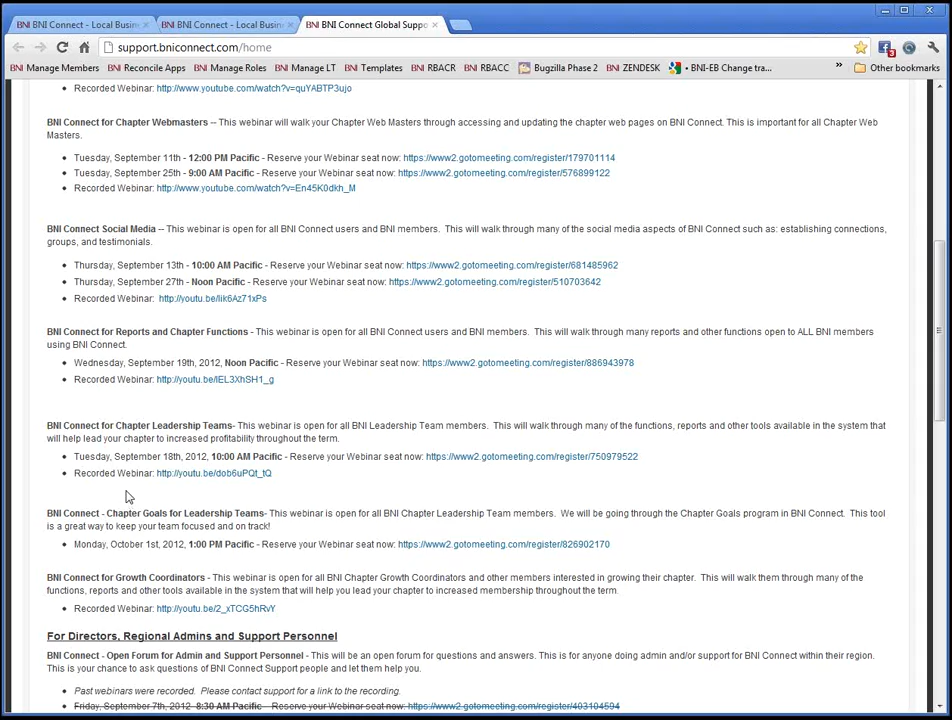 BNI BNI Connect - Local Busin
BNI BNI Connect - Local Busin
BNI BNI Connect Global Suppo
support.bniconnect.com/home
BNI Manage Members BNI Reconcile Apps BNI Manage Roles BNI Manage LT BNI Templates BNI RBACR BNI RBACC Bugzilla Phase 2 BNI ZENDESK BNI-EB Change tra... » Other bookmarks
Recorded Webinar: http://www.youtube.com/watch?v=quYABTP3ujo
BNI Connect for Chapter Webmasters -- This webinar will walk your Chapter Web Masters through accessing and updating the chapter web pages on BNI Connect. This is important for all Chapter Web
Masters.
Tuesday, September 11th - 12:00 PM Pacific - Reserve your Webinar seat now: https://www2.gotomeeting.com/register/179701114
Tuesday, September 25th - 9:00 AM Pacific - Reserve your Webinar seat now: https://www2.gotomeeting.com/register/576899122
Recorded Webinar: http://www.youtube.com/watch?v=En45K0dkh_M
BNI Connect Social Media -- This webinar is open for all BNI Connect users and BNI members. This will walk through many of the social media aspects of BNI Connect such as: establishing connections,
groups, and testimonials.
Thursday, September 13th - 10:00 AM Pacific - Reserve your Webinar seat now: https://www2.gotomeeting.com/register/681485962
Thursday, September 27th - Noon Pacific - Reserve your Webinar seat now: https://www2.gotomeeting.com/register/510703642
Recorded Webinar: http://youtu.be/Iik6Az71xPs
BNI Connect for Reports and Chapter Functions - This webinar is open for all BNI Connect users and BNI members. This will walk through many reports and other functions open to ALL BNI members
using BNI Connect.
Wednesday, September 19th, 2012, Noon Pacific - Reserve your Webinar seat now: https://www2.gotomeeting.com/register/886943978
Recorded Webinar: http://youtu.be/lEL3XhSH1_g
BNI Connect for Chapter Leadership Teams- This webinar is open for all BNI Leadership Team members. This will walk through many of the functions, reports and other tools available in the system that
will help lead your chapter to increased profitability throughout the term.
Tuesday, September 18th, 2012, 10:00 AM Pacific - Reserve your Webinar seat now: https://www2.gotomeeting.com/register/750979522
Recorded Webinar: http://youtu.be/dob6uPQt_tQ
BNI Connect - Chapter Goals for Leadership Teams- This webinar is open for all BNI Chapter Leadership Team members. We will be going through the Chapter Goals program in BNI Connect. This tool
is a great way to keep your team focused and on track!
Monday, October 1st, 2012, 1:00 PM Pacific - Reserve your Webinar seat now: https://www2.gotomeeting.com/register/826902170
BNI Connect for Growth Coordinators - This webinar is open for all BNI Chapter Growth Coordinators and other members interested in growing their chapter. This will walk them through many of the
functions, reports and other tools available in the system that will help you lead your chapter to increased membership throughout the term.
Recorded Webinar: http://youtu.be/2_xTCG5hRvY
For Directors, Regional Admins and Support Personnel
BNI Connect - Open Forum for Admin and Support Personnel - This will be an open forum for questions and answers. This is for anyone doing admin and/or support for BNI Connect within their region.
This is your chance to ask questions of BNI Connect Support people and let them help you.
Past webinars were recorded. Please contact support for a link to the recording.
Friday, September 7th, 2012 8:30 AM Pacific - Reserve your Webinar seat now: https://www2.gotomeeting.com/register/403104594